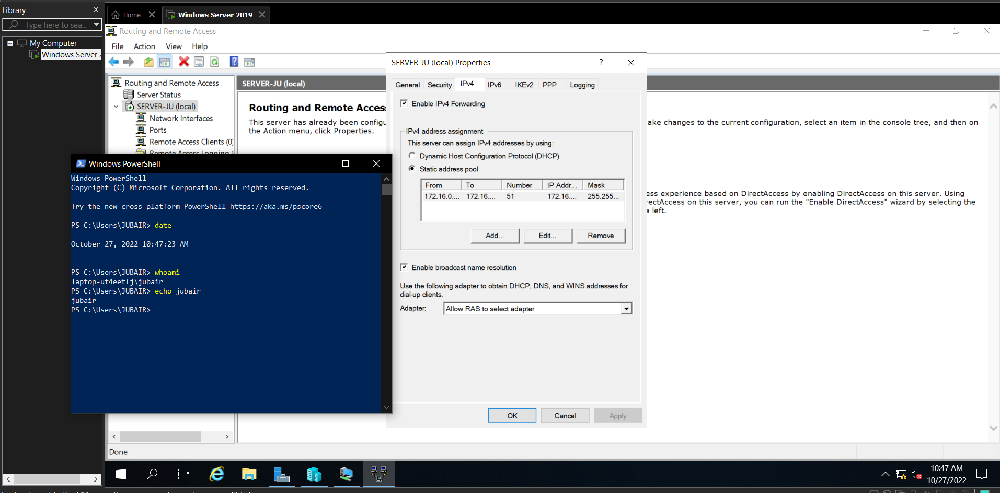 Library
Type here to sea...
My Computer
Windows Server 2
Home
Windows Server 2019
Routing and Remote Access
File Action View Help
Routing and Remote Access
Server Status
SERVER-JU (local)
Network Interfaces
Ports
Remote Access Clients (0)
Remote Access Logging
SERVER-JU (local)
Routing and Remote Access
This server has already been configu
the Action menu, click Properties.
ake changes to the current configuration, select an item in the console tree, and then on
ess experience based on DirectAccess by enabling DirectAccess on this server. Using
rectAccess on this server, you can run the "Enable DirectAccess" wizard by selecting the
e left.
Windows PowerShell
Windows PowerShell
Copyright (C) Microsoft Corporation. All rights reserved.
Try the new cross-platform PowerShell https://aka.ms/pscore6
PS C:\Users\JUBAIR> date
October 27, 2022 10:47:23 AM
PS C:\Users\JUBAIR> whoami
laptop-ut4eetfj\jubair
PS C:\Users\JUBAIR> echo jubair
jubair
PS C:\Users\JUBAIR>
SERVER-JU (local) Properties
?
General Security IPv4 IPv6 IKEv2 PPP Logging
Enable IPv4 Forwarding
IPv4 address assignment
This server can assign IPv4 addresses by using:
Dynamic Host Configuration Protocol (DHCP)
Static address pool
From To Number IP Addr... Mask
172.16.0.... 172.16.... 51 172.16.... 255.255...
Add... Edit... Remove
Enable broadcast name resolution
Use the following adapter to obtain DHCP, DNS, and WINS addresses for
dial-up clients.
Adapter: Allow RAS to select adapter
OK Cancel Apply
Done
10:47 AM
10/27/2022